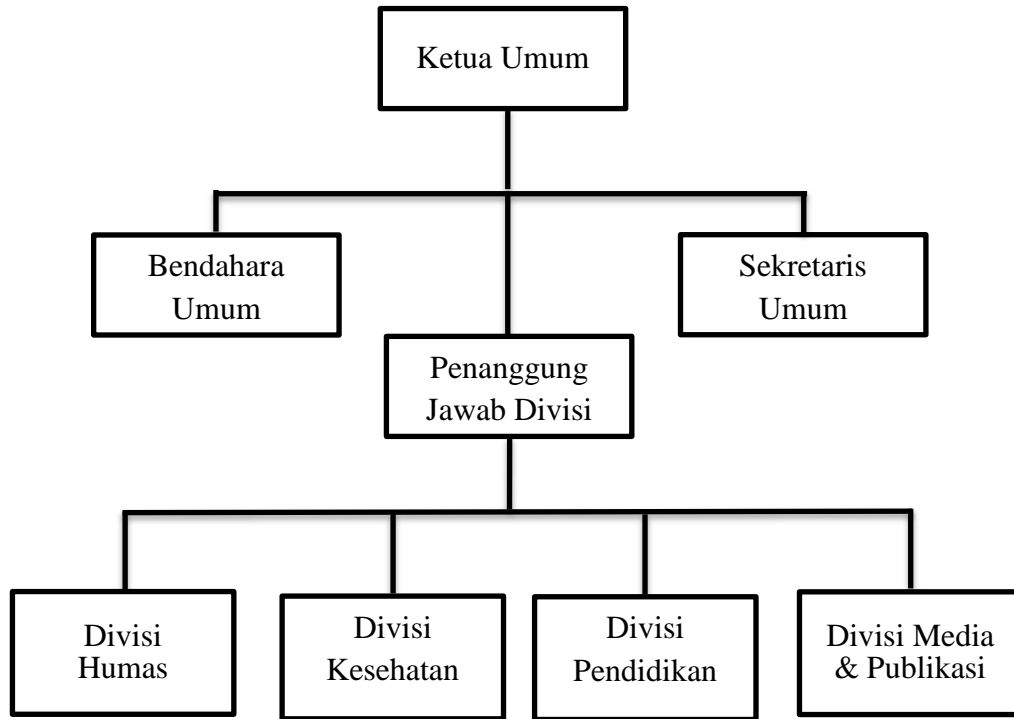 Ketua Umum
Bendahara
Umum
Sekretaris
Umum
Penanggung
Jawab Divisi
Divisi
Humas
Divisi
Kesehatan
Divisi
Pendidikan
Divisi Media
& Publikasi